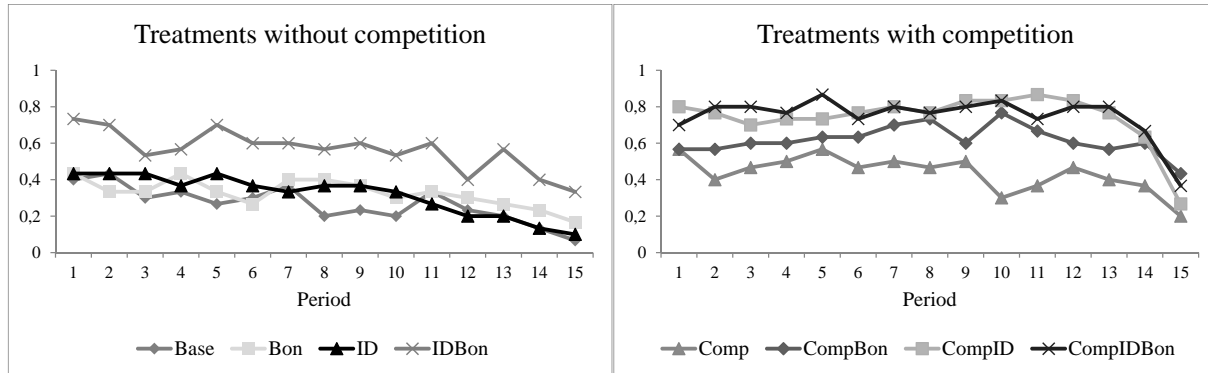 Treatments without competition
1
0,8
0,6
0,4
0,2
0
1 2 3 4 5 6 7 8 9 10 11 12 13 14 15
Period
Base Bon ID IDBon
Treatments with competition
1
0,8
0,6
0,4
0,2
0
1 2 3 4 5 6 7 8 9 10 11 12 13 14 15
Period
Comp CompBon CompID CompIDBon